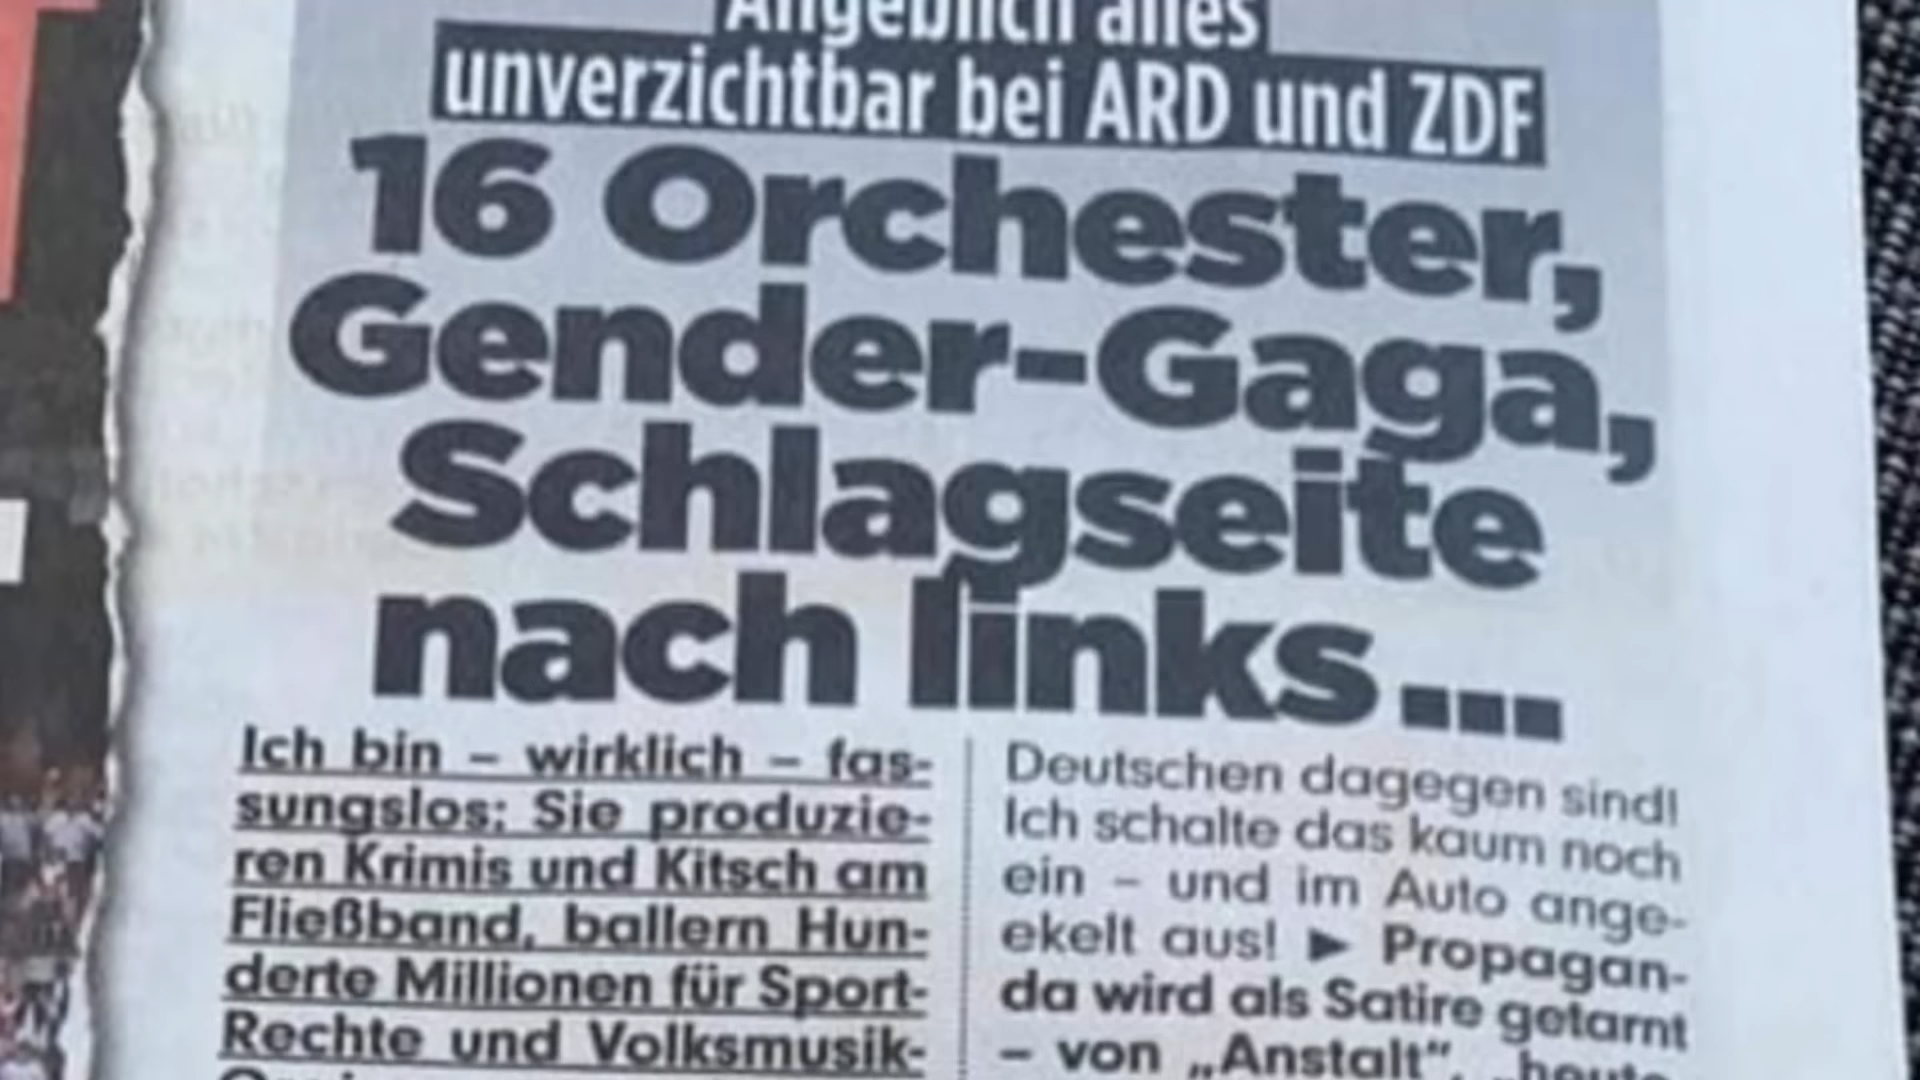 Angeblich alles
unverzichtbar bei ARD und ZDF
16 Orchester,
Gender-Gaga,
Schlagseite
nach links...
Ich bin – wirklich – fas-
sungslos: Sie produzie-
ren Krimis und Kitsch am
Fließband, ballern Hun-
derte Millionen für Sport-
Rechte und Volksmusik-
Deutschen dagegen sind!
Ich schalte das kaum noch
ein – und im Auto ange-
ekelt aus! ► Propagan-
da wird als Satire getarnt
– von „Anstalt“, „heute-